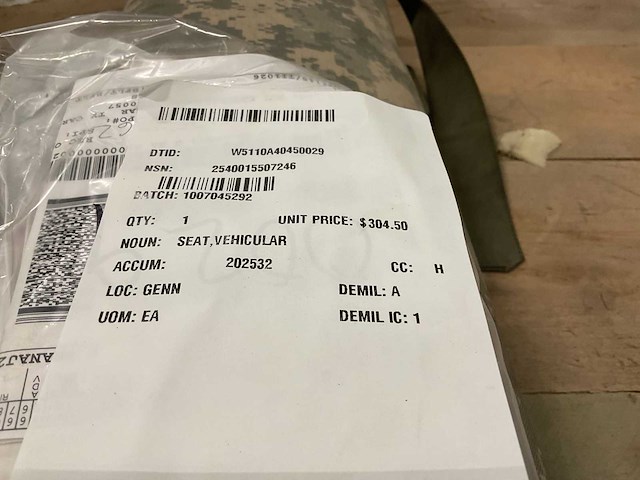 DTID: W5110A40450029
NSN: 2540015507246
BATCH: 1007045292
QTY: 1 UNIT PRICE: $304.50
NOUN: SEAT,VEHICULAR
ACCUM: 202532 CC: H
LOC: GENN DEMIL: A
UOM: EA DEMIL IC: 1